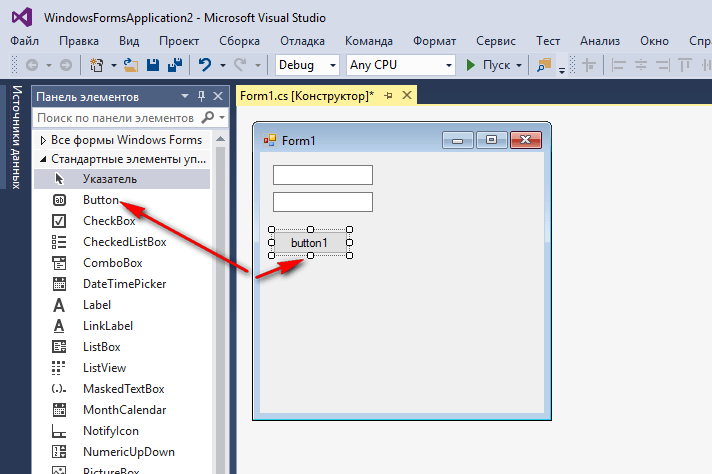 WindowsFormsApplication2 - Microsoft Visual Studio
Файл Правка Вид Проект Сборка Отладка Команда Формат Сервис Тест Анализ Окно Спра
Debug Any CPU Пуск
Источники данных
Панель элементов
Form1.cs [Конструктор]*
Поиск по панели элементов
Все формы Windows Forms
Form1
Стандартные элементы уп...
Указатель
Button
CheckBox
CheckedListBox
button1
ComboBox
DateTimePicker
Label
LinkLabel
ListBox
ListView
MaskedTextBox
MonthCalendar
NotifyIcon
NumericUpDown
PictureBox